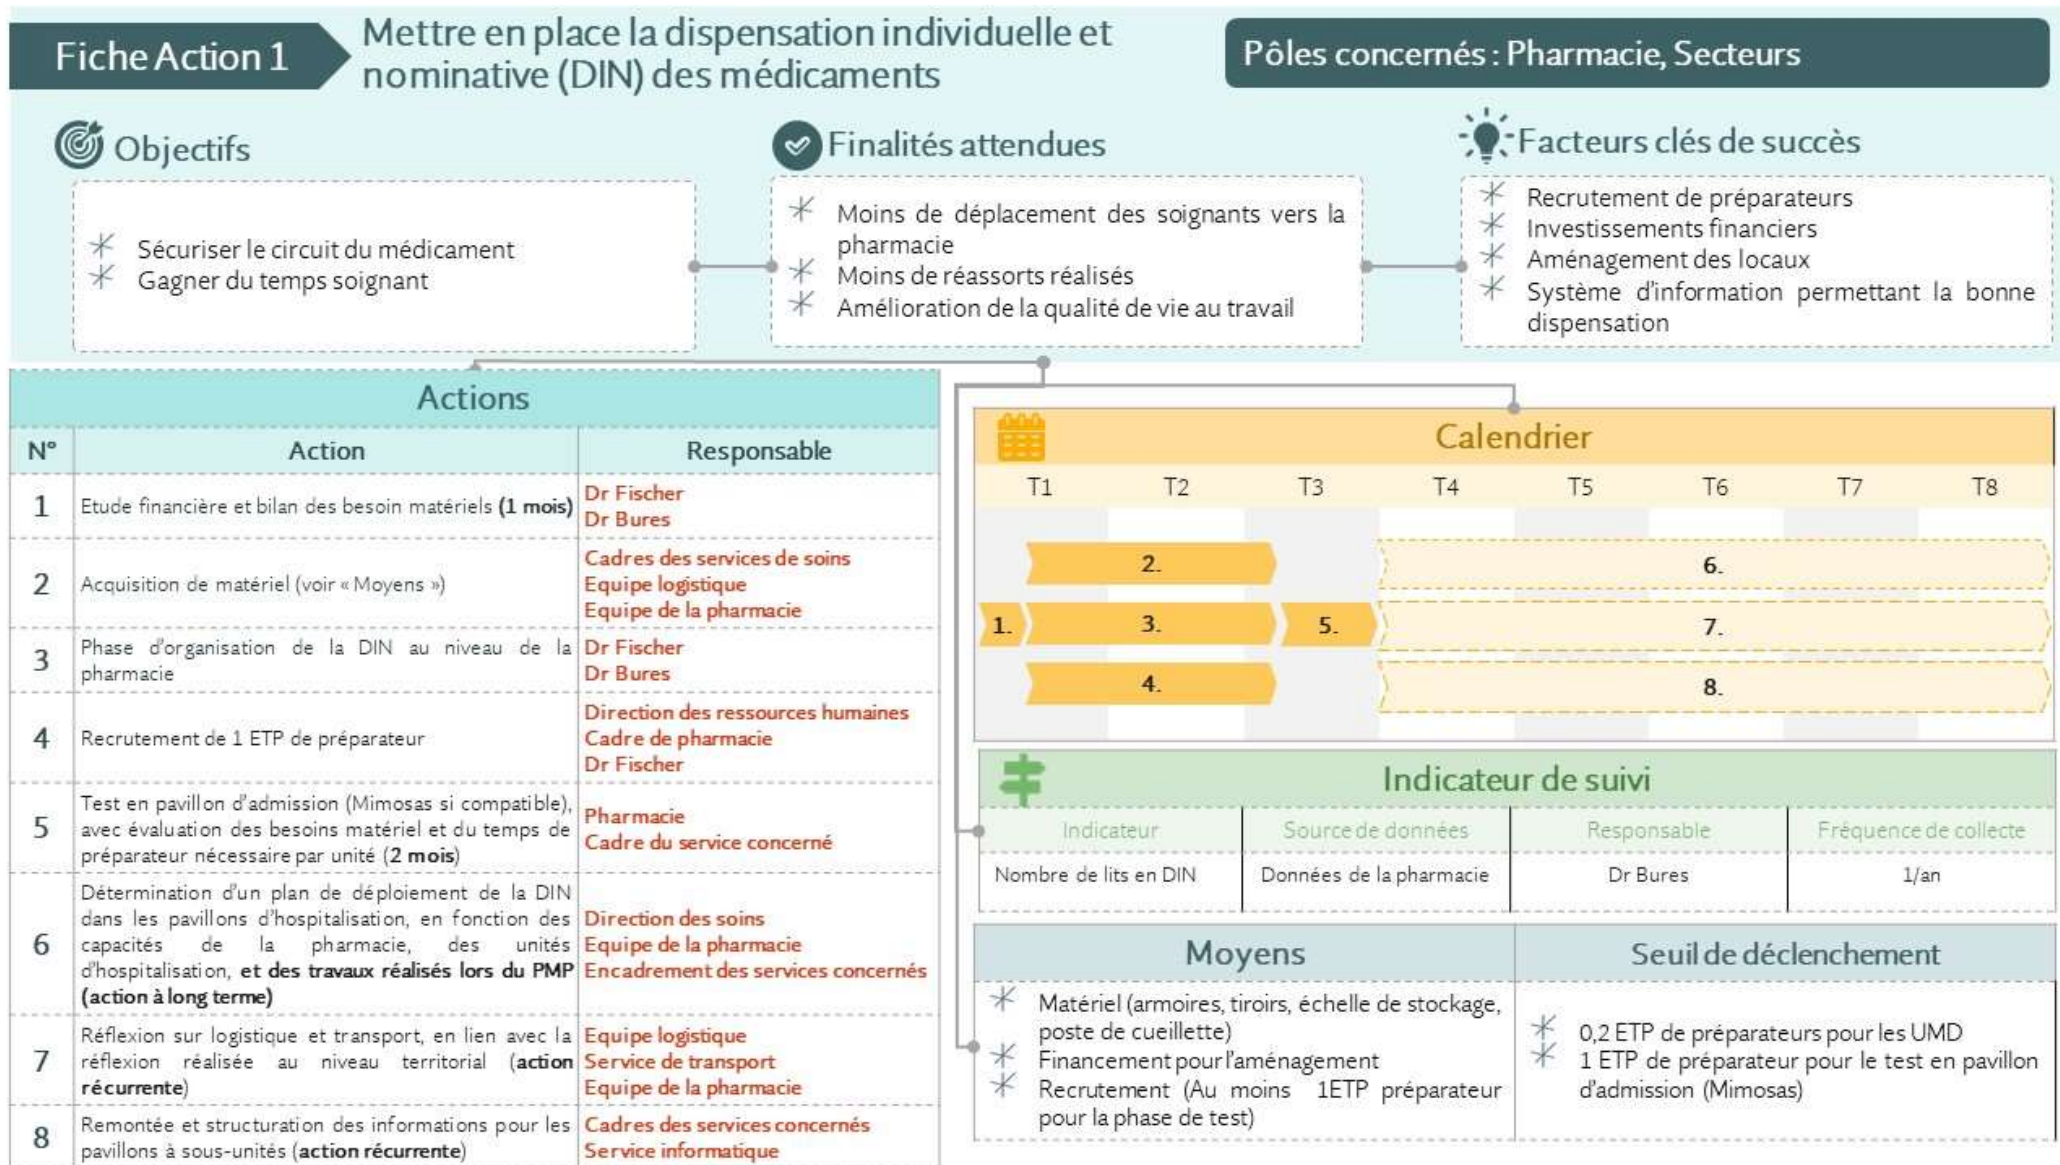 Fiche Action 1
Mettre en place la dispensation individuelle et
nominative (DIN) des médicaments
Pôles concernés : Pharmacie, Secteurs
Objectifs
Sécuriser le circuit du médicament
Gagner du temps soignant
Finalités attendues
Moins de déplacement des soignants vers la
pharmacie
Moins de réassorts réalisés
Amélioration de la qualité de vie au travail
Facteurs clés de succès
Recrutement de préparateurs
Investissements financiers
Aménagement des locaux
Système d'information permettant la bonne
dispensation
Actions
N° Action Responsable
1 Etude financière et bilan des besoin matériels (1 mois)
Dr Fischer
Dr Bures
2 Acquisition de matériel (voir « Moyens »)
Cadres des services de soins
Equipe logistique
Equipe de la pharmacie
3 Phase d'organisation de la DIN au niveau de la
pharmacie
Dr Fischer
Dr Bures
4 Recrutement de 1 ETP de préparateur
Direction des ressources humaines
Cadre de pharmacie
Dr Fischer
5 Test en pavillon d'admission (Mimosas si compatible),
avec évaluation des besoins matériel et du temps de
préparateur nécessaire par unité (2 mois)
Pharmacie
Cadre du service concerné
6 Détermination d'un plan de déploiement de la DIN
dans les pavillons d'hospitalisation, en fonction des
capacités de la pharmacie, des unités
d'hospitalisation, et des travaux réalisés lors du PMP
(action à long terme)
Direction des soins
Equipe de la pharmacie
Encadrement des services concernés
7 Réflexion sur logistique et transport, en lien avec la
réflexion réalisée au niveau territorial (action
récurrente)
Equipe logistique
Service de transport
Equipe de la pharmacie
8 Remontée et structuration des informations pour les
pavillons à sous-unités (action récurrente)
Cadres des services concernés
Service informatique
Calendrier
T1 T2 T3 T4 T5 T6 T7 T8
2. 6.
1. 3. 5. 7.
4. 8.
Indicateur de suivi
Indicateur Source de données Responsable Fréquence de collecte
Nombre de lits en DIN Données de la pharmacie Dr Bures 1/an
Moyens
Matériel (armoires, tiroirs, échelle de stockage,
poste de cueillette)
Financement pour l'aménagement
Recrutement (Au moins 1ETP préparateur
pour la phase de test)
Seuil de déclenchement
0,2 ETP de préparateurs pour les UMD
1 ETP de préparateur pour le test en pavillon
d'admission (Mimosas)